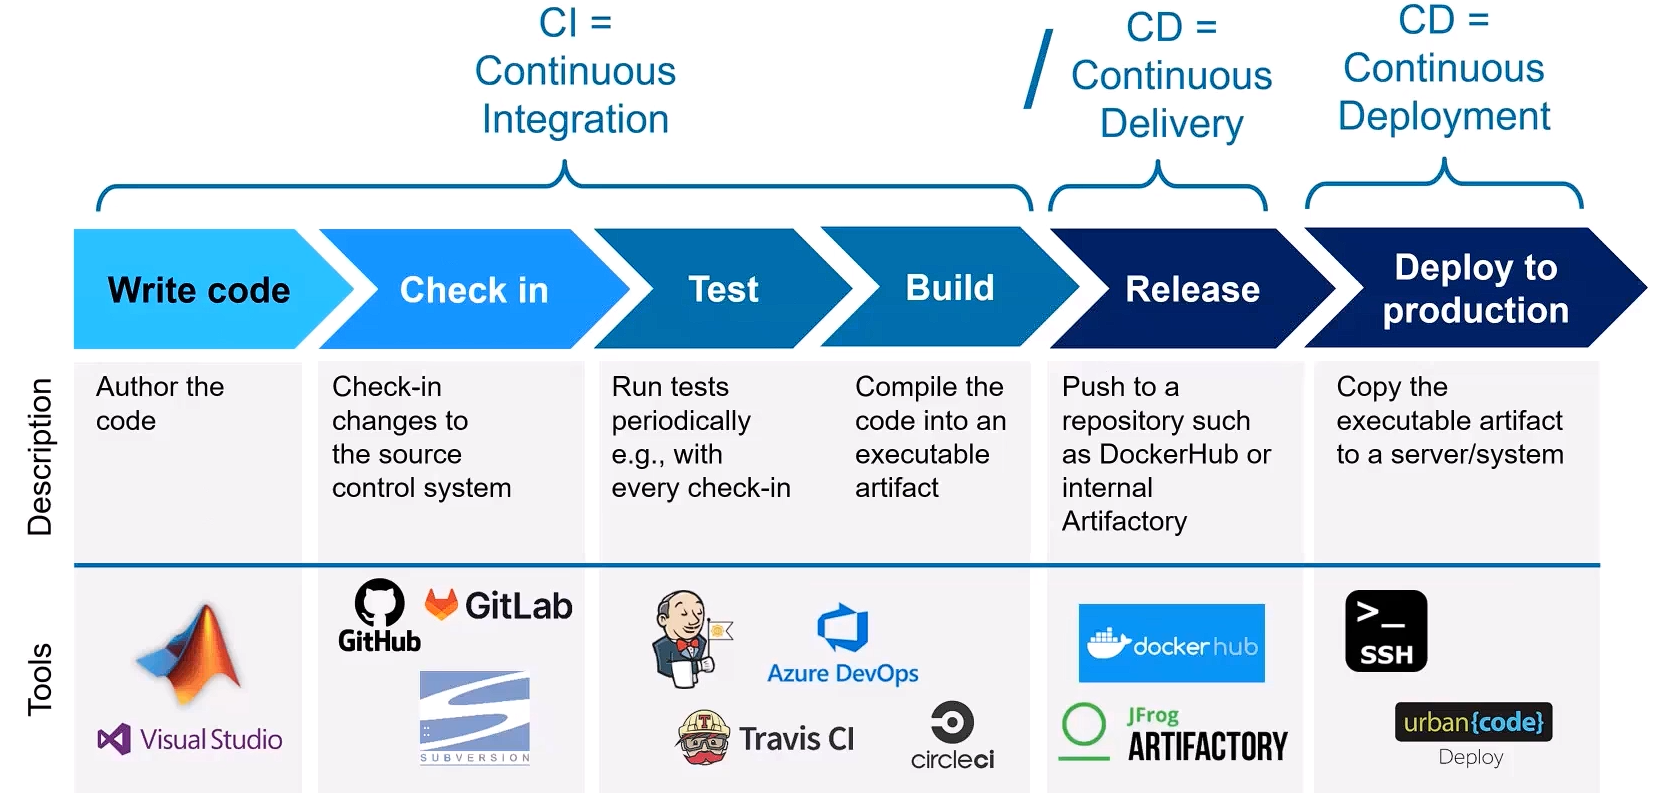 CI =
Continuous
Integration
/
CD =
Continuous
Delivery
CD =
Continuous
Deployment
Write code
Check in
Test
Build
Release
Deploy to
production
Description
Author the
code
Check-in
changes to
the source
control system
Run tests
periodically
e.g., with
every check-in
Compile the
code into an
executable
artifact
Push to a
repository such
as DockerHub or
internal
Artifactory
Copy the
executable artifact
to a server/system
Tools
Visual Studio
GitHub
GitLab
SUBVERSION
Azure DevOps
T
Travis CI
circleci
dockerhub
JFrog
ARTIFACTORY
>_
SSH
urban{code}
Deploy